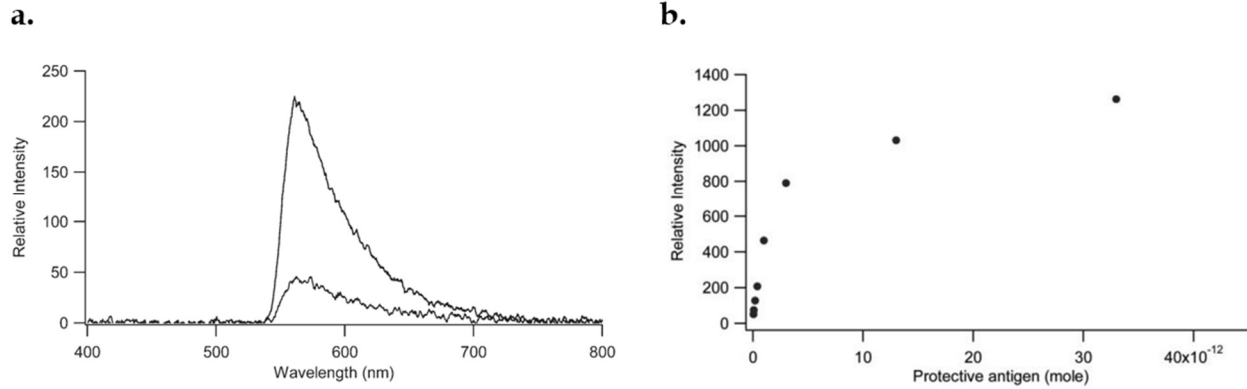 a.
250
200
150
100
50
0
Relative Intensity
400 500 600 700 800
Wavelength (nm)
b.
1400
1200
1000
800
600
400
200
0
Relative Intensity
0 10 20 30 40x10⁻¹²
Protective antigen (mole)